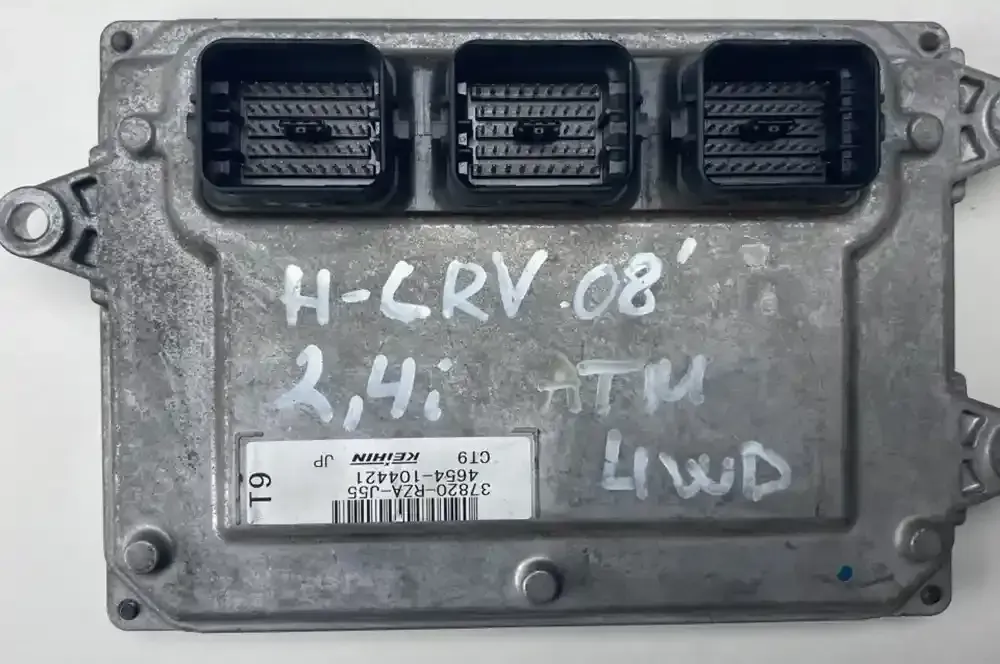 H-CRV 08'
2,4i ATM
4WD
37820-RZA-J55
4654-104421
CT9 KEIHIN JP
T9